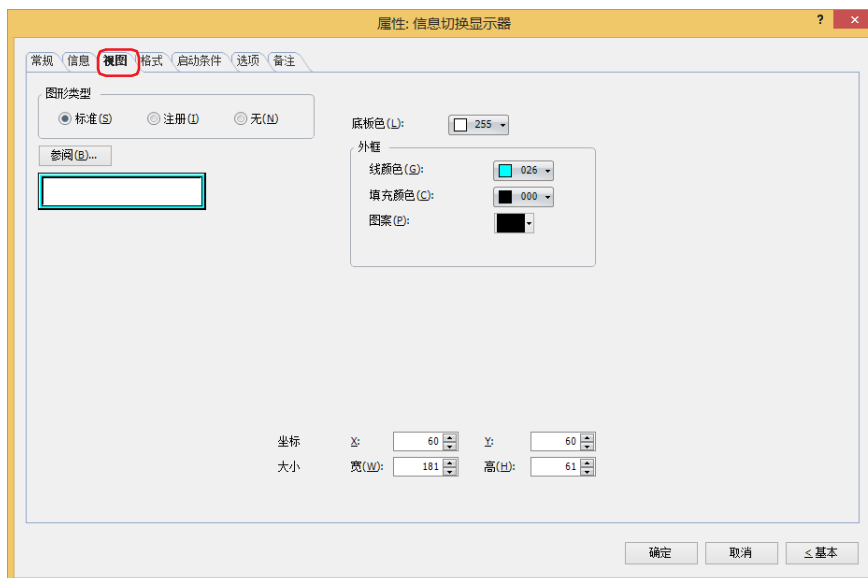 属性: 信息切换显示器
? ×
常规 信息 视图 格式 启动条件 选项 备注
图形类型
标准(S) 注册(I) 无(N)
底板色(L): 255
参阅(B)...
外框
线颜色(G): 026
填充颜色(C): 000
图案(P):
坐标 X: 60 Y: 60
大小 宽(W): 181 高(H): 61
确定 取消 <基本